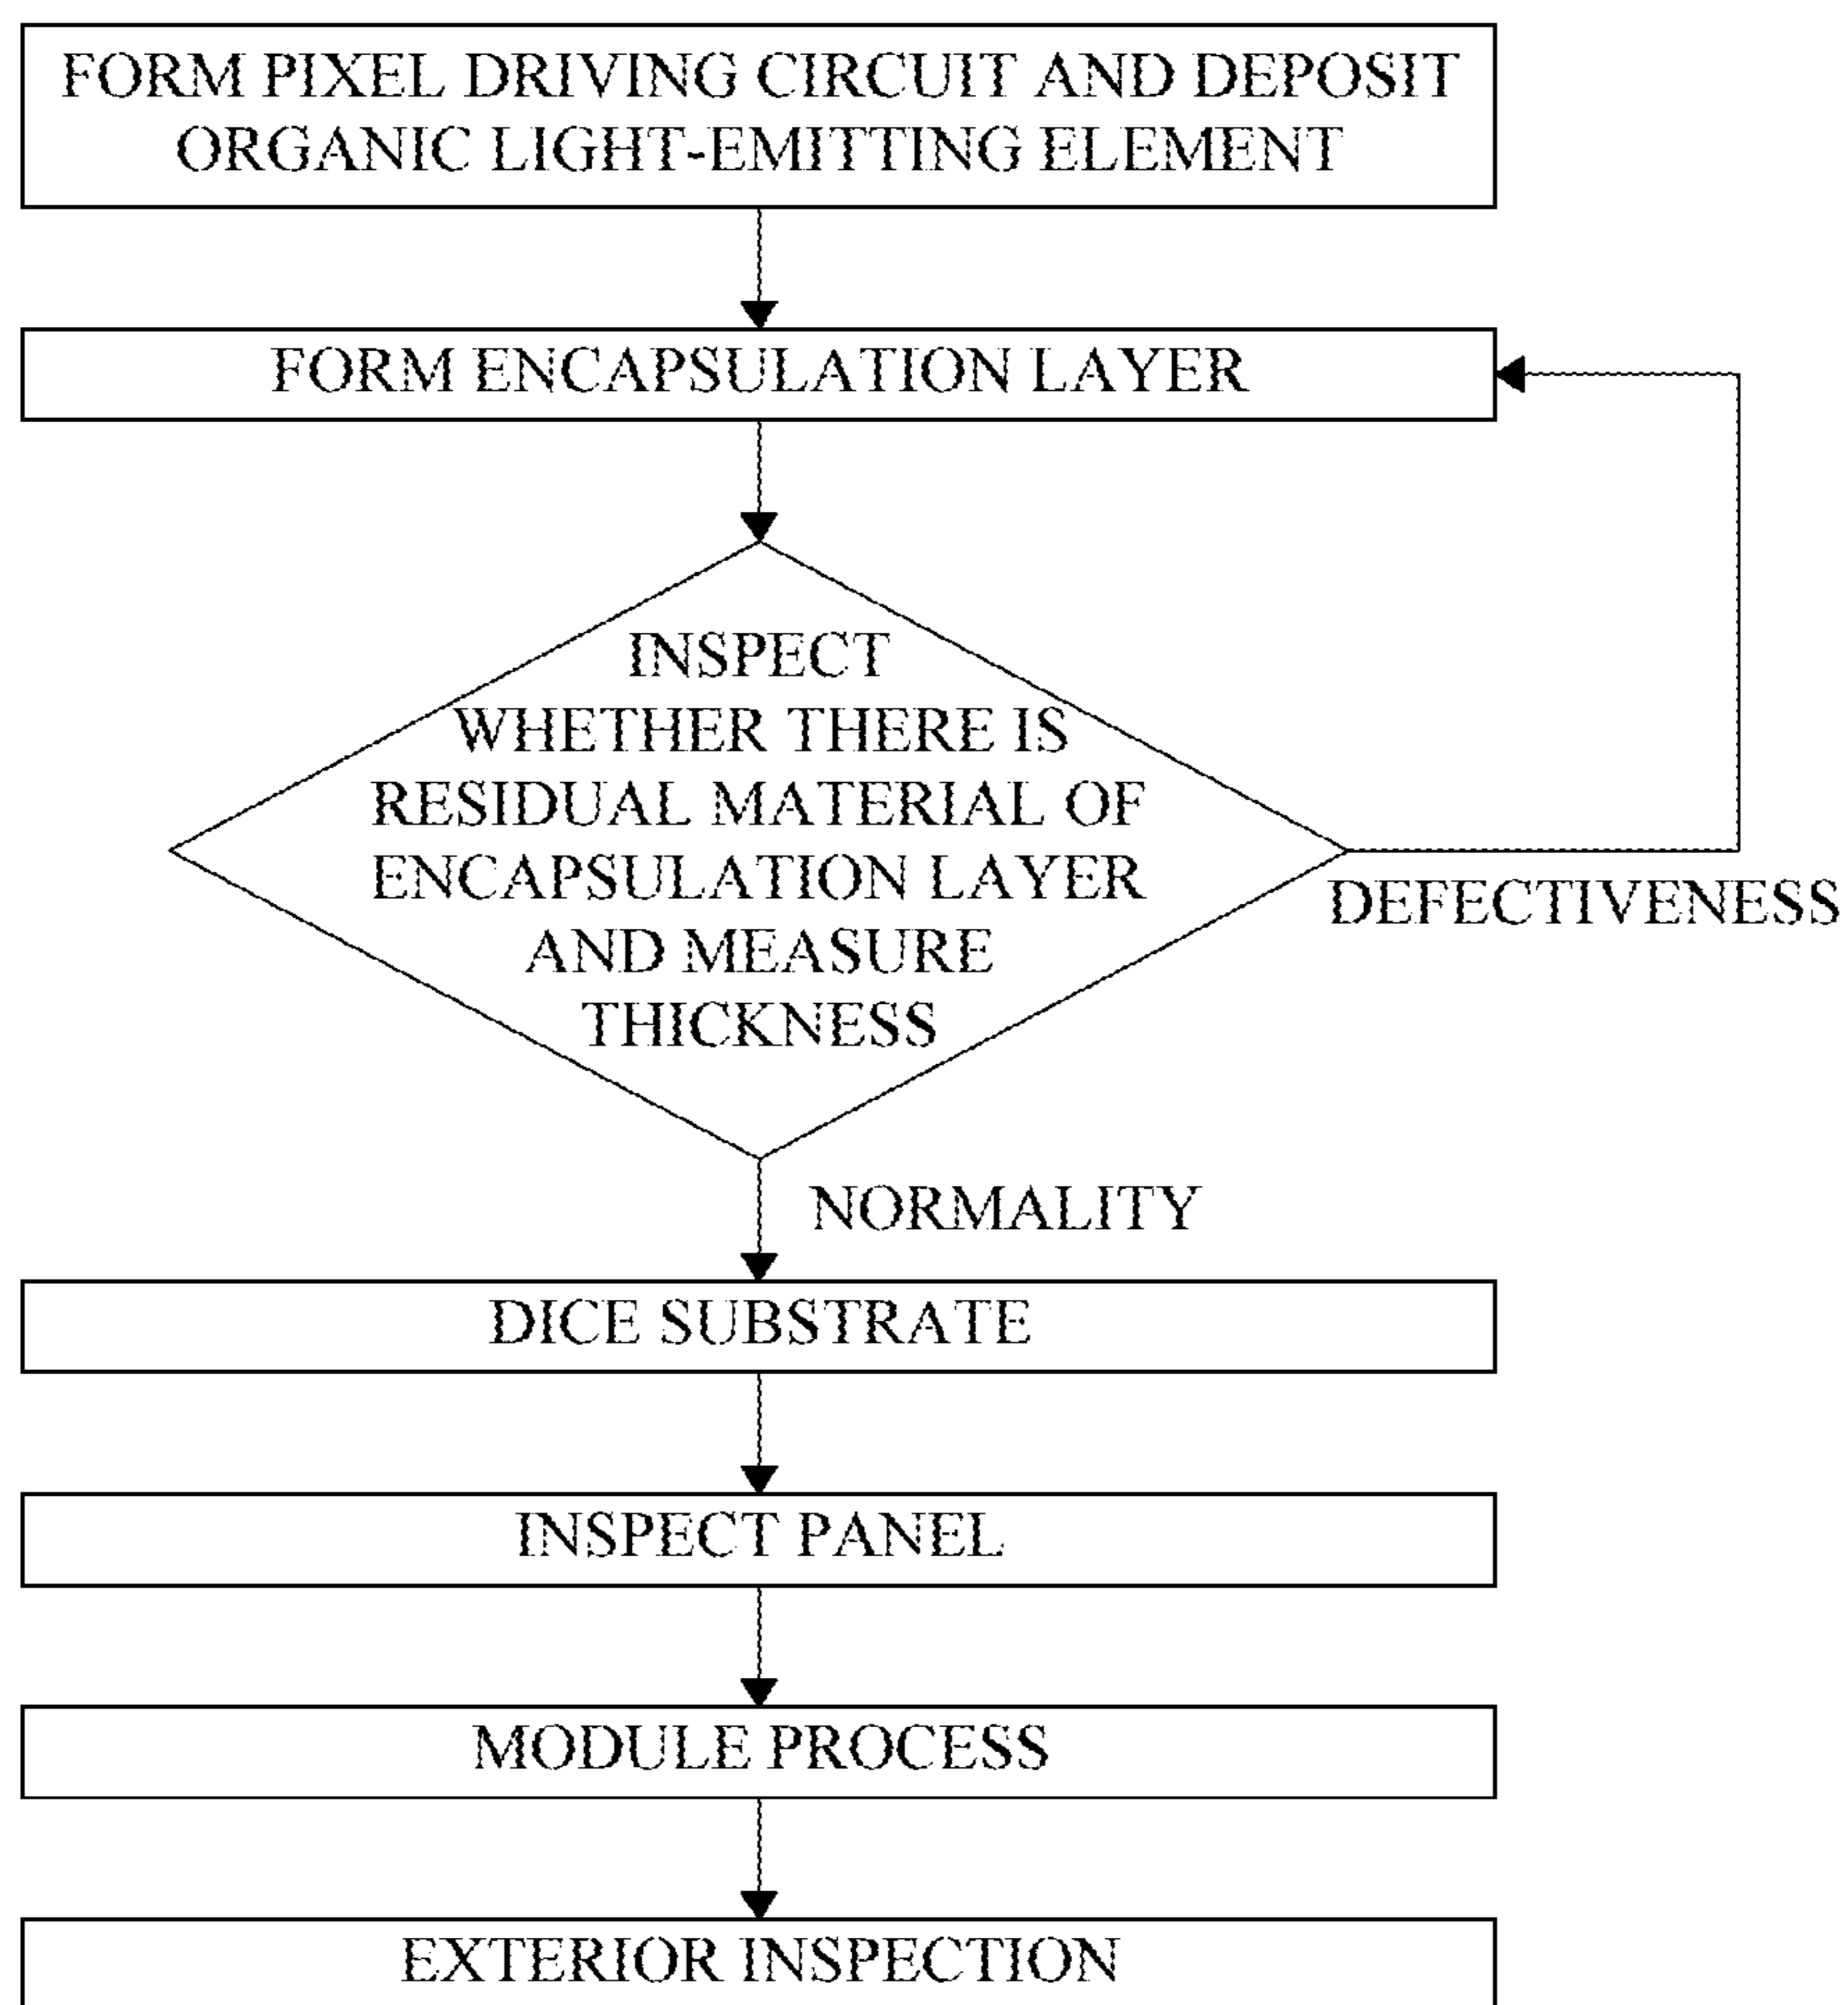 FORM PIXEL DRIVING CIRCUIT AND DEPOSIT
ORGANIC LIGHT-EMITTING ELEMENT
FORM ENCAPSULATION LAYER
INSPECT
WHETHER THERE IS
RESIDUAL MATERIAL OF
ENCAPSULATION LAYER
AND MEASURE
THICKNESS
DEFECTIVENESS
NORMALITY
DICE SUBSTRATE
INSPECT PANEL
MODULE PROCESS
EXTERIOR INSPECTION